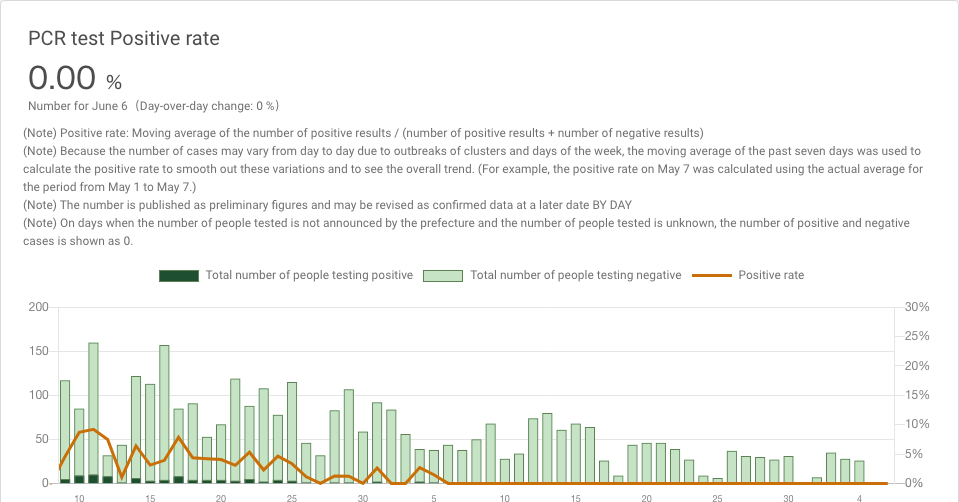 PCR test Positive rate
0.00 %
Number for June 6 （Day-over-day change: 0 %）
(Note) Positive rate: Moving average of the number of positive results / (number of positive results + number of negative results)
(Note) Because the number of cases may vary from day to day due to outbreaks of clusters and days of the week, the moving average of the past seven days was used to
calculate the positive rate to smooth out these variations and to see the overall trend. (For example, the positive rate on May 7 was calculated using the actual average for
the period from May 1 to May 7.)
(Note) The number is published as preliminary figures and may be revised as confirmed data at a later date BY DAY
(Note) On days when the number of people tested is not announced by the prefecture and the number of people tested is unknown, the number of positive and negative
cases is shown as 0.
Total number of people testing positive Total number of people testing negative Positive rate
200 30%
25%
150
20%
100 15%
10%
50
5%
0 0%
10 15 20 25 30 5 10 15 20 25 30 4